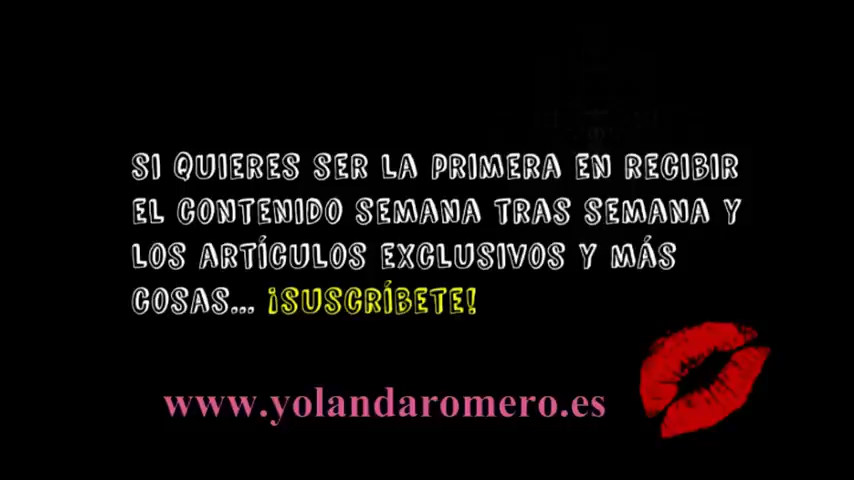 SI QUIERES SER LA PRIMERA EN RECIBIR
EL CONTENIDO SEMANA TRAS SEMANA Y
LOS ARTÍCULOS EXCLUSIVOS Y MÁS
COSAS... ¡SUSCRÍBETE!
www.yolandaromero.es